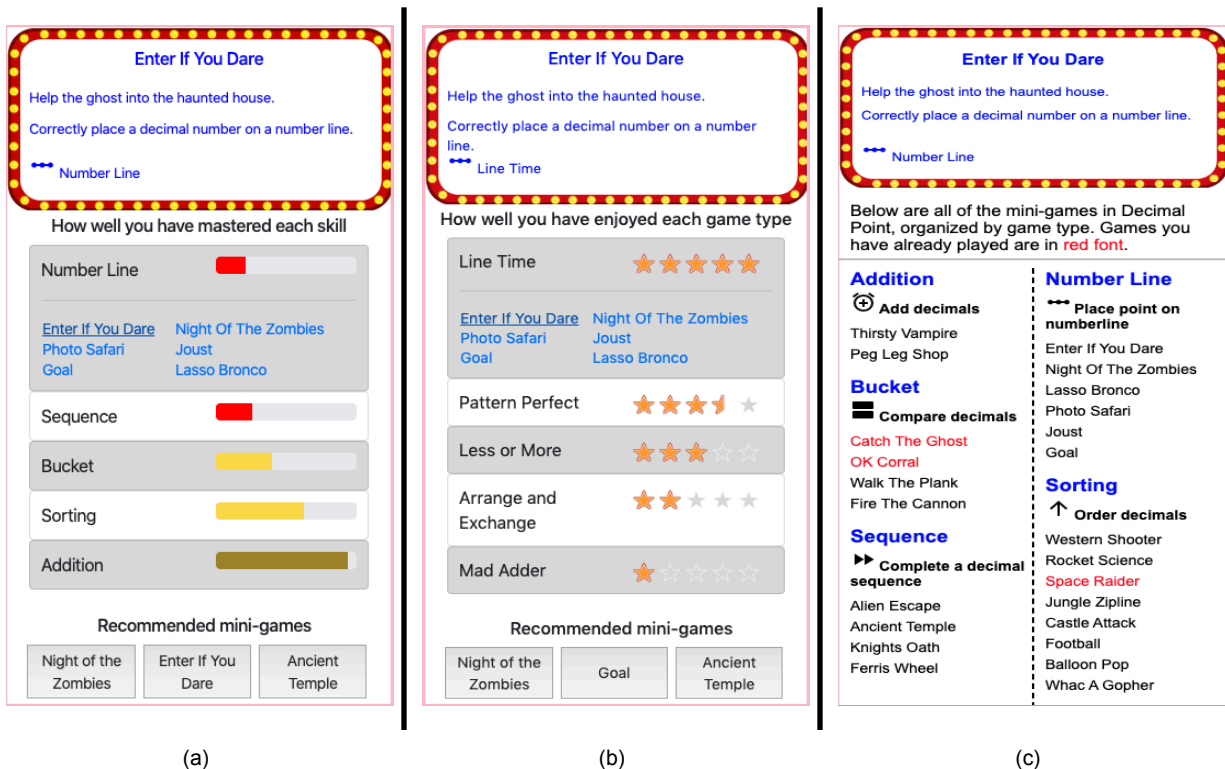 Enter If You Dare
Help the ghost into the haunted house.
Correctly place a decimal number on a number line.
Number Line
How well you have mastered each skill
Number Line
Enter If You Dare Night Of The Zombies
Photo Safari Joust
Goal Lasso Bronco
Sequence
Bucket
Sorting
Addition
Recommended mini-games
Night of the
Zombies
Enter If You
Dare
Ancient
Temple
(a)
Enter If You Dare
Help the ghost into the haunted house.
Correctly place a decimal number on a number
line.
Line Time
How well you have enjoyed each game type
Line Time
Enter If You Dare Night Of The Zombies
Photo Safari Joust
Goal Lasso Bronco
Pattern Perfect
Less or More
Arrange and
Exchange
Mad Adder
Recommended mini-games
Night of the
Zombies
Goal
Ancient
Temple
(b)
Enter If You Dare
Help the ghost into the haunted house.
Correctly place a decimal number on a number line.
Number Line
Below are all of the mini-games in Decimal
Point, organized by game type. Games you
have already played are in red font.
Addition
Add decimals
Thirsty Vampire
Peg Leg Shop
Bucket
Compare decimals
Catch The Ghost
OK Corral
Walk The Plank
Fire The Cannon
Sequence
Complete a decimal
sequence
Alien Escape
Ancient Temple
Knights Oath
Ferris Wheel
Number Line
Place point on
numberline
Enter If You Dare
Night Of The Zombies
Lasso Bronco
Photo Safari
Joust
Goal
Sorting
Order decimals
Western Shooter
Rocket Science
Space Raider
Jungle Zipline
Castle Attack
Football
Balloon Pop
Whac A Gopher
(c)